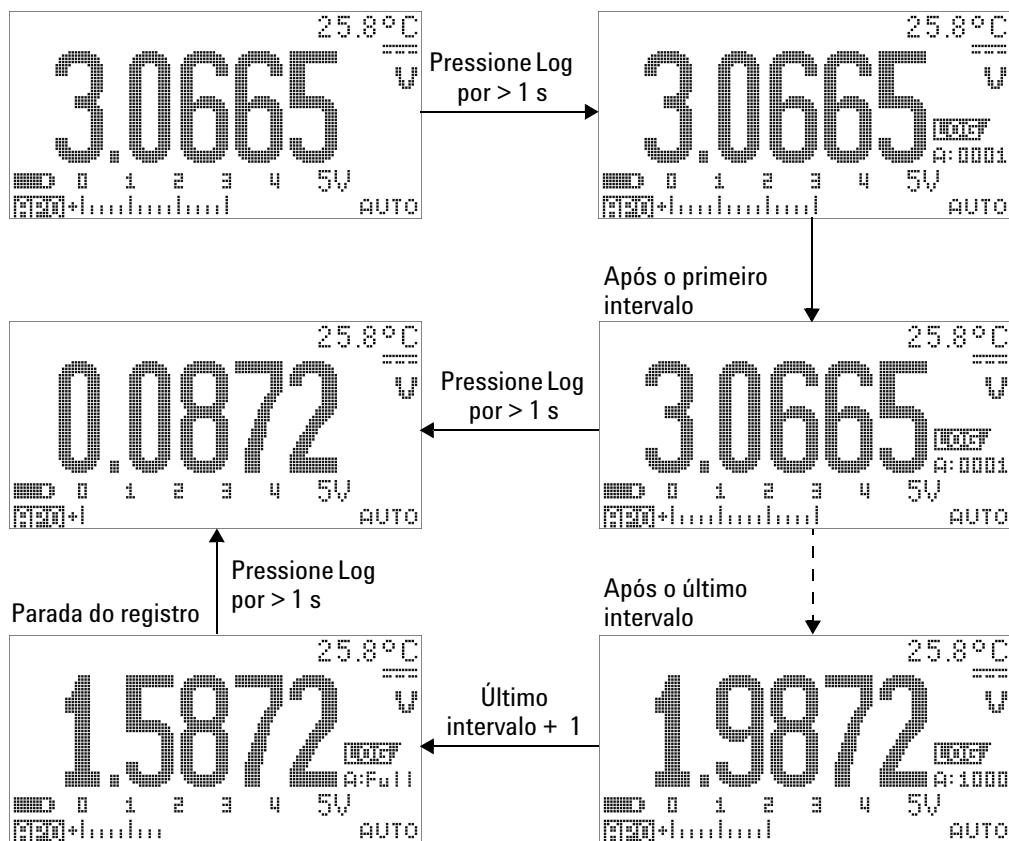 25.8°C
3.0665 V
0 1 2 3 4 5V
APO AUTO
Pressione Log
por > 1 s
25.8°C
3.0665 V
LOG
A:0001
0 1 2 3 4 5V
APO AUTO
Após o primeiro
intervalo
25.8°C
3.0665 V
LOG
A:0001
0 1 2 3 4 5V
APO AUTO
Pressione Log
por > 1 s
25.8°C
0.0872 V
0 1 2 3 4 5V
APO AUTO
Após o último
intervalo
25.8°C
1.9872 V
LOG
A:1000
0 1 2 3 4 5V
APO AUTO
Último
intervalo + 1
25.8°C
1.5872 V
LOG
A:Full
0 1 2 3 4 5V
APO AUTO
Parada do registro
Pressione Log
por > 1 s